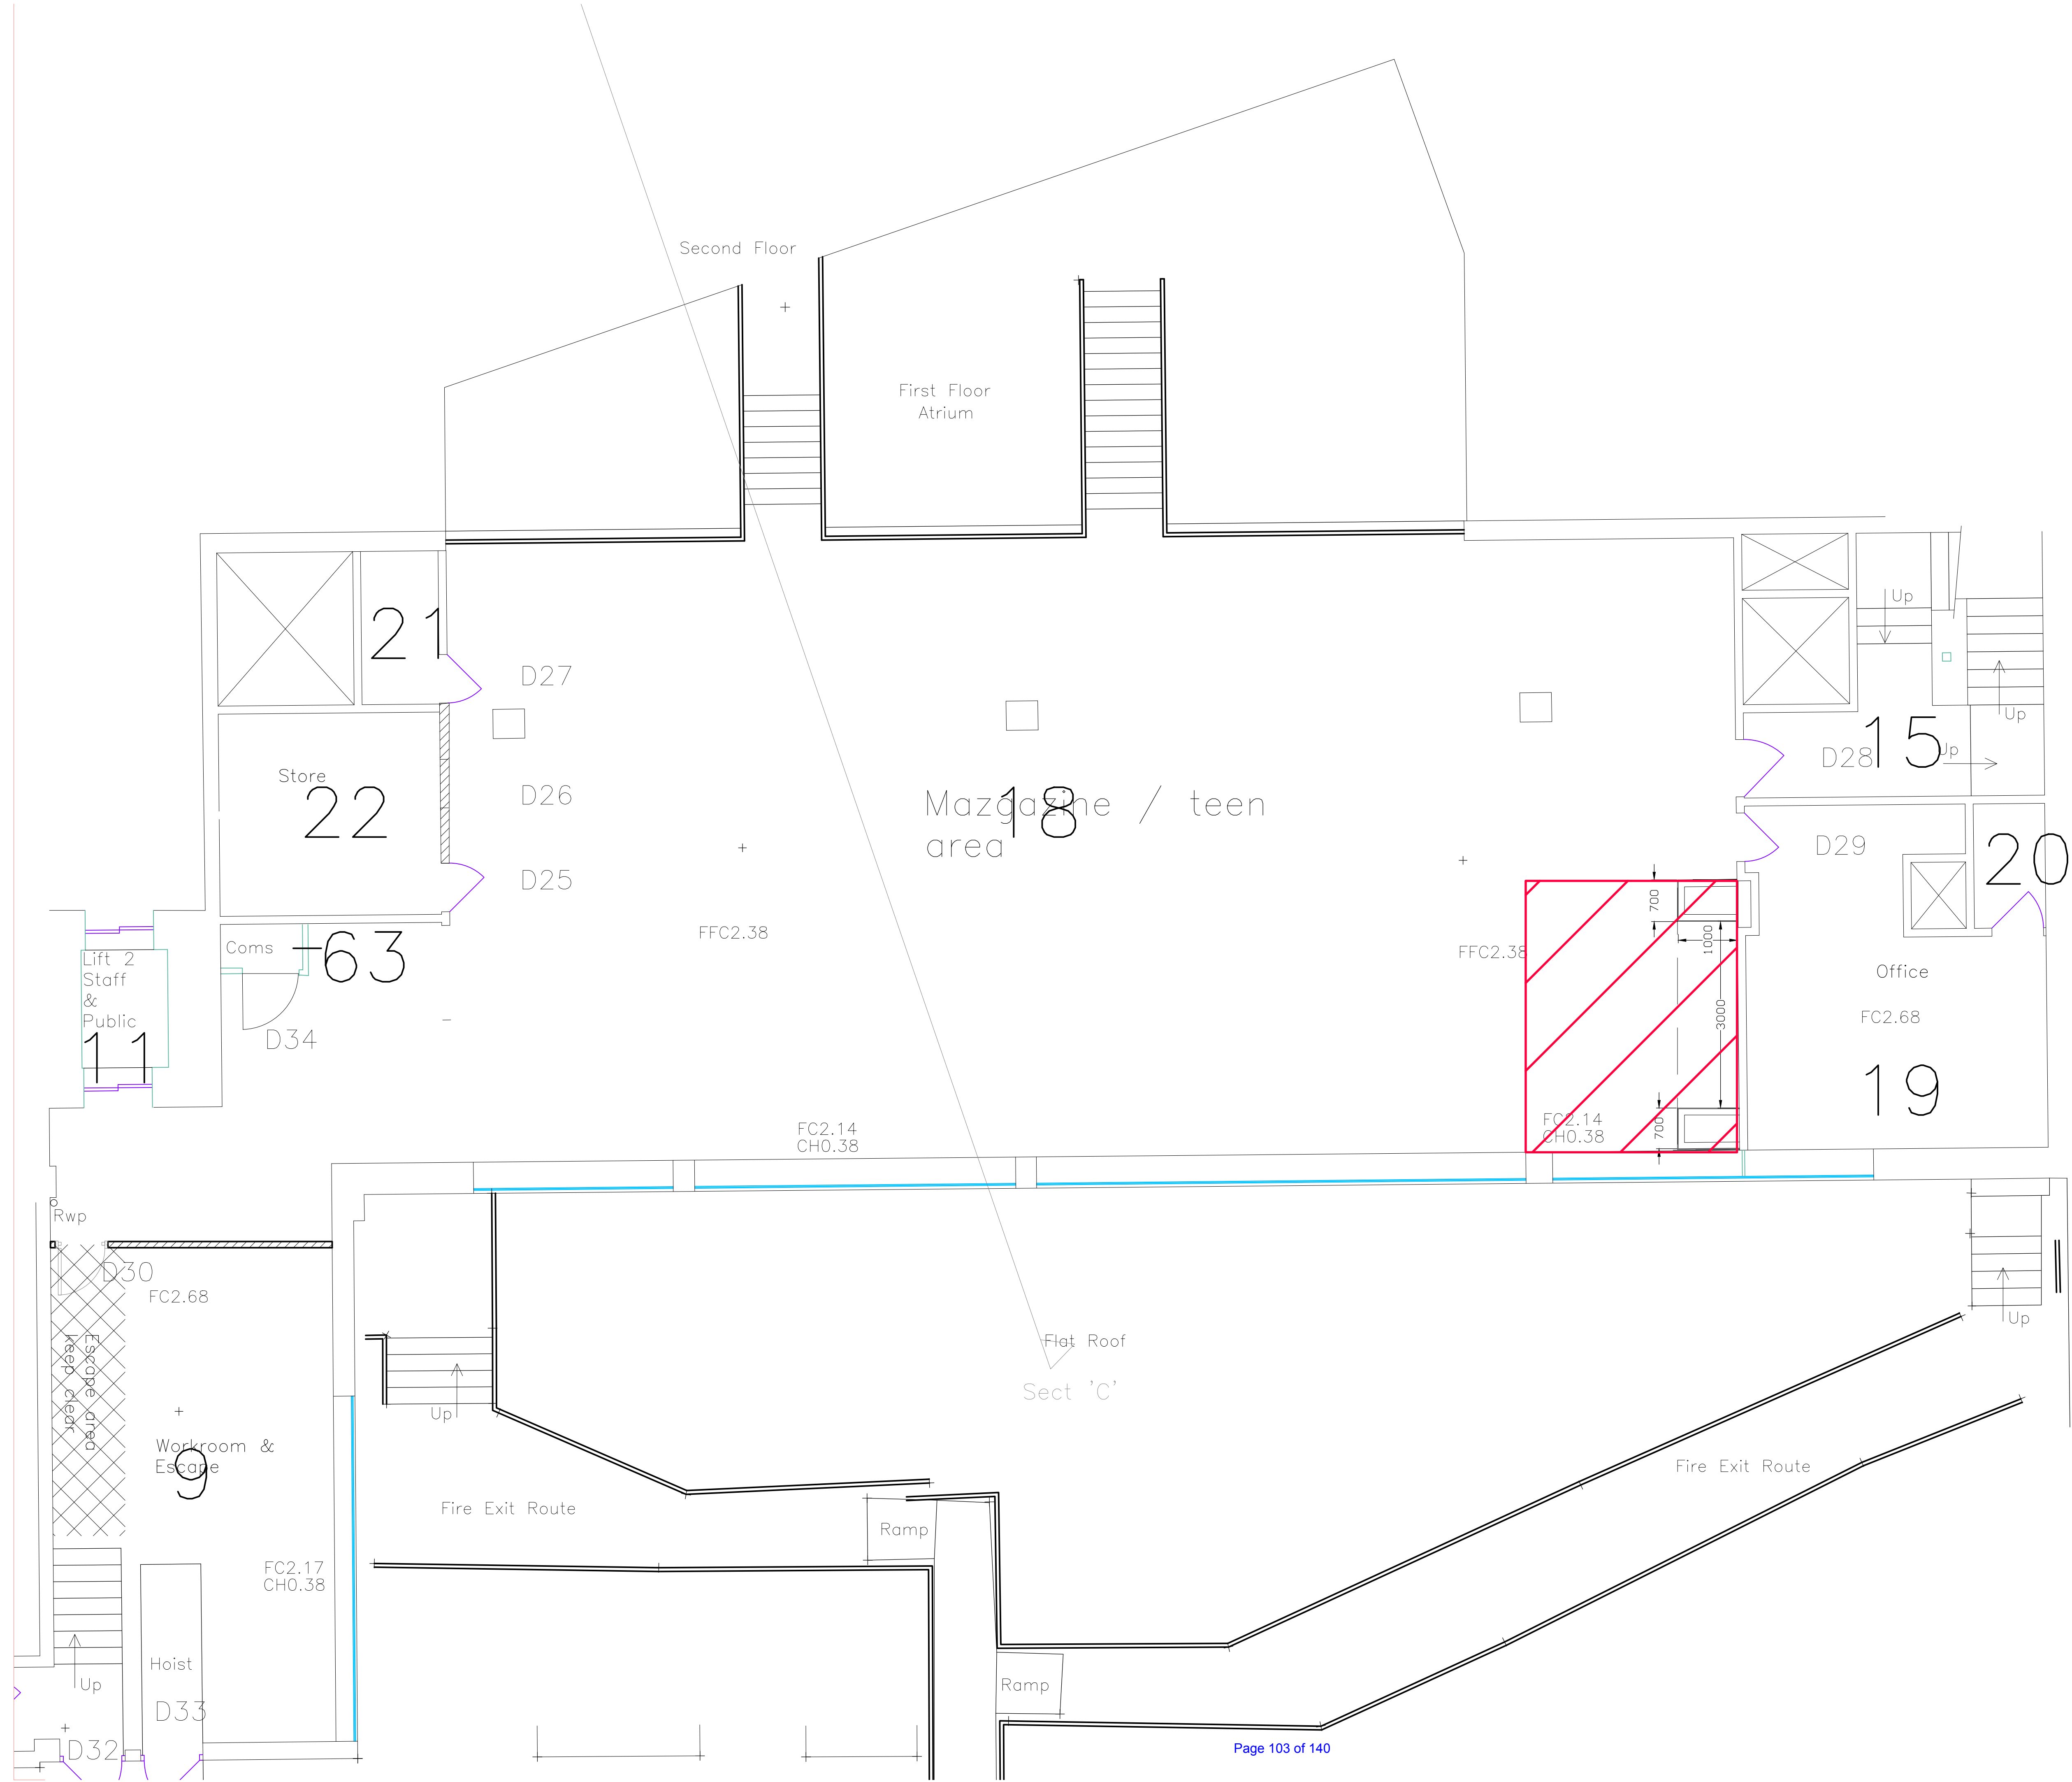 Second Floor
First Floor
Atrium
21
D27
Up
Up
15
D28
Up
Store
22
D26
Mazgazine / teen
area
18
D29
20
D25
700
FFC2.38
FFC2.38
1000
Coms
63
Lift 2
Staff
&
Public
11
D34
Office
3000
FC2.68
19
FC2.14
CH0.38
FC2.14
CH0.38
700
Rwp
D30
FC2.68
Escape area
keep clear
Up
Flat Roof
Sect 'C'
Up
Workroom &
Escape
9
Fire Exit Route
Fire Exit Route
Ramp
FC2.17
CH0.38
Hoist
Up
Ramp
D33
D32
Page 103 of 140